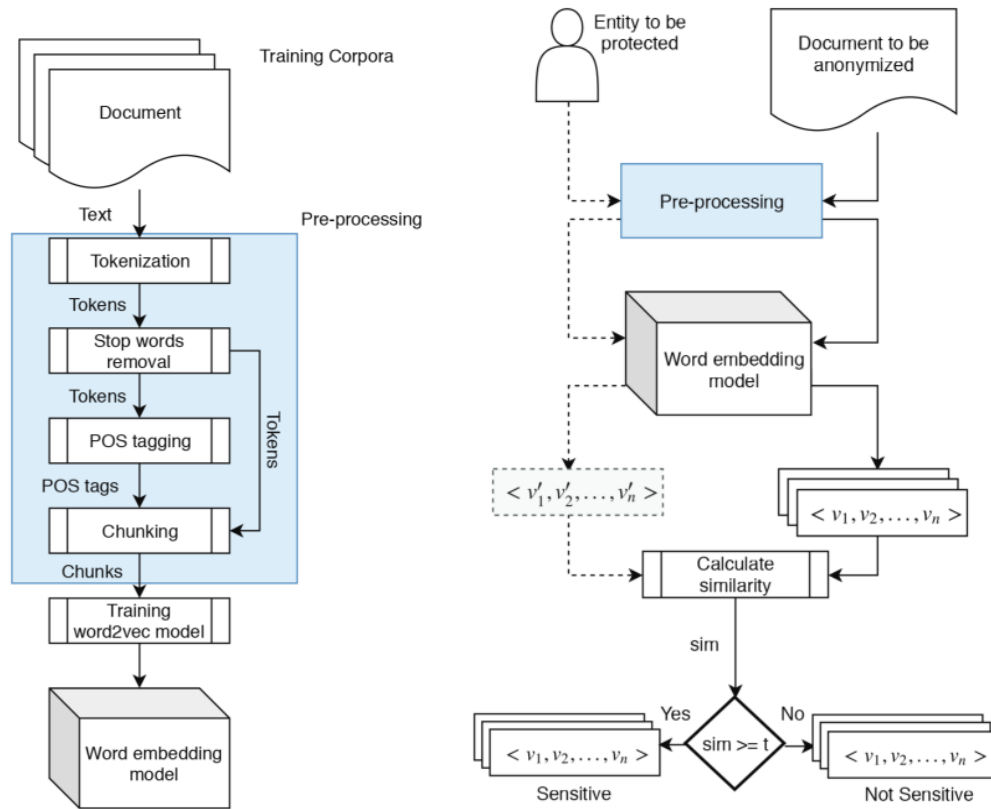 Training Corpora
Document
Text
Pre-processing
Tokenization
Tokens
Stop words
removal
Tokens
Tokens
POS tagging
POS tags
Chunking
Chunks
Training
word2vec model
Word embedding
model
Entity to be
protected
Document to be
anonymized
Pre-processing
Word embedding
model
< v′₁, v′₂, . . . , v′ₙ >
< v₁, v₂, . . . , vₙ >
Calculate
similarity
sim
Yes
No
sim >= t
< v₁, v₂, . . . , vₙ >
< v₁, v₂, . . . , vₙ >
Sensitive
Not Sensitive